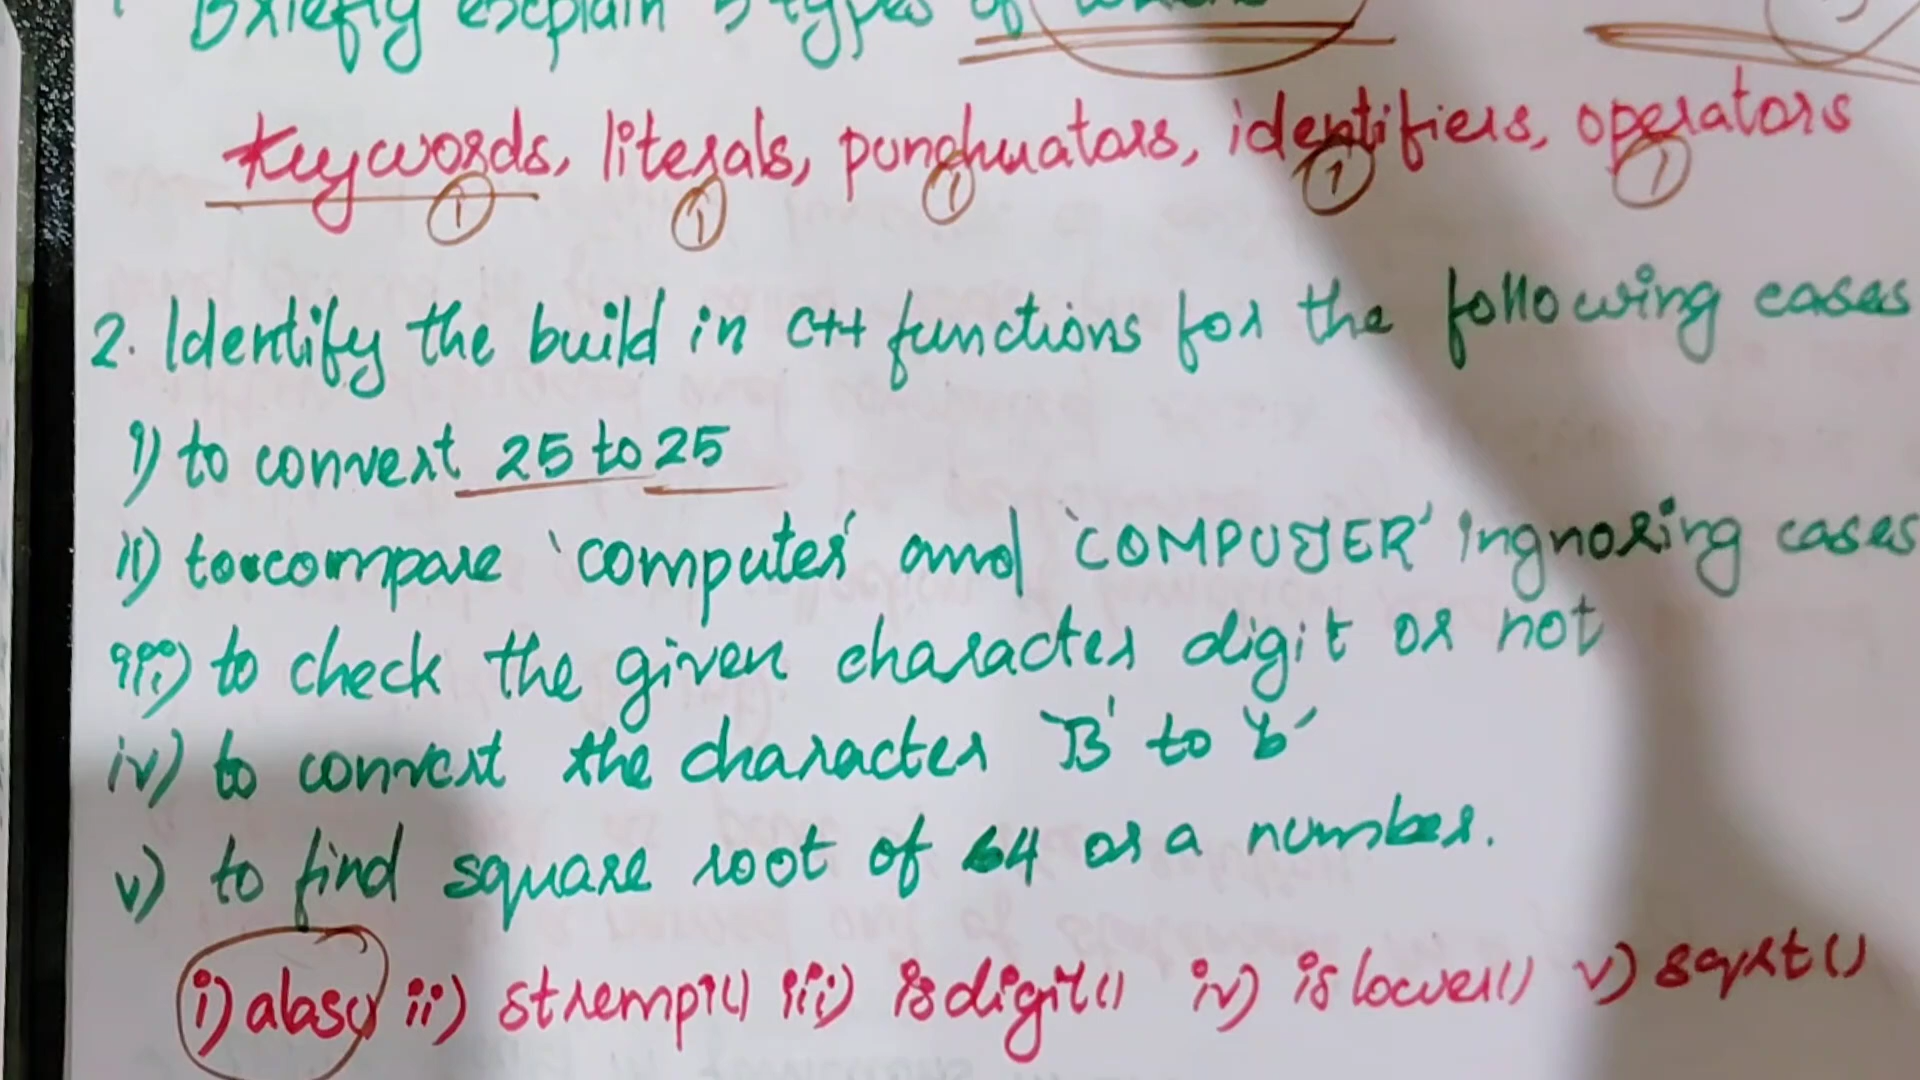 Briefly explain 5 types of
Keywords, literals, punghuators, identifiers, operators
1 1 1 1 1
2. Identify the build in C++ functions for the following cases
i) to convert 25 to 25
ii) to compare 'computer' and 'COMPUTER' ingnoring cases
iii) to check the given character digit or not
iv) to convert the character 'B' to 'b'
v) to find square root of 64 or a number.
i) abs() ii) strempi() iii) isdigit() iv) islower() v) sqrt()